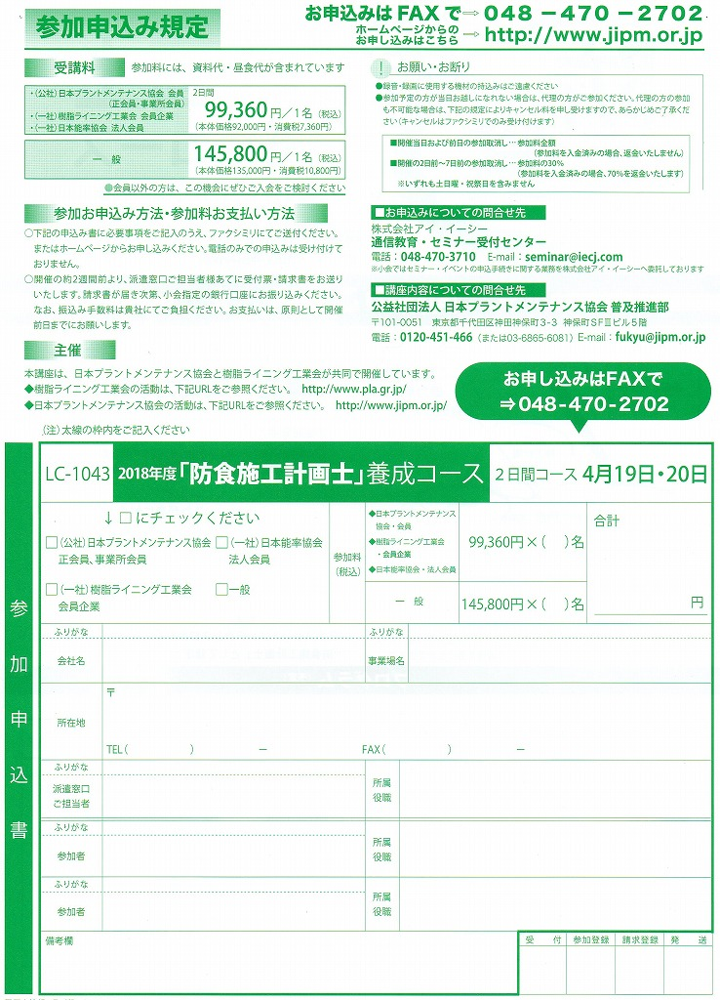 参加申込み規定
お申込みは FAX で⇒ 048－470－2702
ホームページからの
お申し込みはこちら → http://www.jipm.or.jp
受講料 参加料には、資料代・昼食代が含まれています
・(公社)日本プラントメンテナンス協会 会員
(正会員・事業所会員)
・(一社)樹脂ライニング工業会 会員企業
・(一社)日本能率協会 法人会員
2日間
99,360円／1名(税込)
(本体価格92,000円・消費税7,360円)
一 般
145,800円／1名(税込)
(本体価格135,000円・消費税10,800円)
●会員以外の方は、この機会にぜひご入会をご検討ください
参加お申込み方法・参加料お支払い方法
○下記の申込み書に必要事項をご記入のうえ、ファクシミリにてご送付ください。
またはホームページからお申し込みください。電話のみでの申込みは受け付けて
おりません。
○開催の約2週間前より、派遣窓口ご担当者様あてに受付票・請求書をお送り
いたします。請求書が届き次第、小会指定の銀行口座にお振り込みください。
なお、振込み手数料は貴社にてご負担ください。お支払いは、原則として開催
前日までにお願いします。
主催
本講座は、日本プラントメンテナンス協会と樹脂ライニング工業会が共同で開催しています。
◆樹脂ライニング工業会の活動は、下記URLをご参照ください。 http://www.pla.gr.jp/
◆日本プラントメンテナンス協会の活動は、下記URLをご参照ください。 http://www.jipm.or.jp/
! お願い・お断り
●録音・録画に使用する機材の持込みはご遠慮ください
●参加予定の方が当日お越しになれない場合は、代理の方がご参加ください。代理の方の参加
も不可能な場合は、下記の規定によりキャンセル料を申し受けますので、あらかじめご了承くだ
さい(キャンセルはファクシミリでのみ受け付けます)
■開催当日および前日の参加取消し…参加料全額
(参加料を入金済みの場合、返金いたしません)
■開催の2日前～7日前の参加取消し…参加料の30%
(参加料を入金済みの場合、70%を返金いたします)
※いずれも土日曜・祝祭日を含みません
■お申込みについての問合せ先
株式会社アイ・イーシー
通信教育・セミナー受付センター
電話：048-470-3710 E-mail：seminar@iecj.com
※小会ではセミナー・イベントの申込手続きに関する業務を株式会社アイ・イーシーへ委託しております
■講座内容についての問合せ先
公益社団法人 日本プラントメンテナンス協会 普及推進部
〒101-0051 東京都千代田区神田神保町3-3 神保町SFⅢビル5階
電話：0120-451-466 (または03-6865-6081) E-mail：fukyu@jipm.or.jp
お申し込みはFAXで
⇒048-470-2702
(注)太線の枠内をご記入ください
参加申込書
LC-1043 2018年度「防食施工計画士」養成コース 2日間コース 4月19日・20日
↓ □ にチェックください
□(公社)日本プラントメンテナンス協会
正会員、事業所会員
□(一社)日本能率協会
法人会員
□(一社)樹脂ライニング工業会
会員企業
□一般
参加料
(税込)
◆日本プラントメンテナンス
協会・会員
◆樹脂ライニング工業会
・会員企業
◆日本能率協会・法人会員
99,360円×( )名
一 般
145,800円×( )名
合計
円
ふりがな
会社名
ふりがな
事業場名
所在地
〒
TEL( ) － FAX( ) －
ふりがな
派遣窓口
ご担当者
所属
役職
ふりがな
参加者
所属
役職
ふりがな
参加者
所属
役職
備考欄
受 付 参加登録 請求登録 発 送